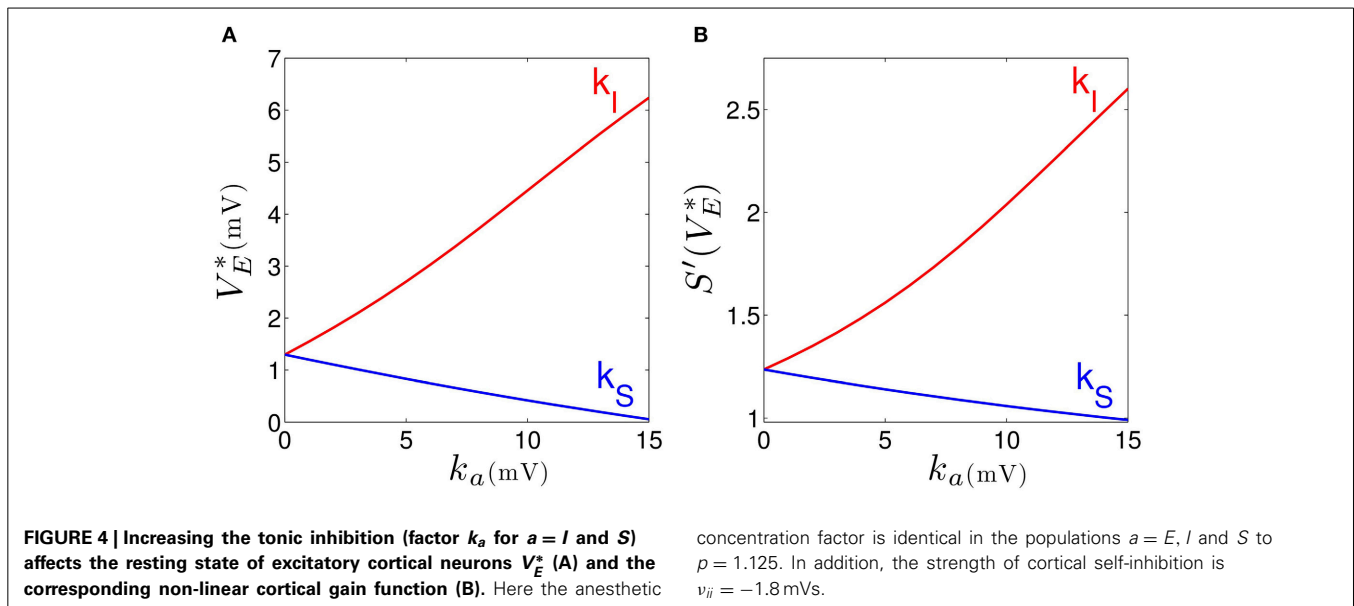 A
7
6
5
4
3
2
1
0
V*E(mV)
kI
kS
0
5
10
15
ka(mV)
B
2.5
2
1.5
1
S′(V*E)
kI
kS
0
5
10
15
ka(mV)
FIGURE 4 | Increasing the tonic inhibition (factor ka for a = I and S)
affects the resting state of excitatory cortical neurons V*E (A) and the
corresponding non-linear cortical gain function (B). Here the anesthetic
concentration factor is identical in the populations a = E, I and S to
p = 1.125. In addition, the strength of cortical self-inhibition is
νii = −1.8 mVs.